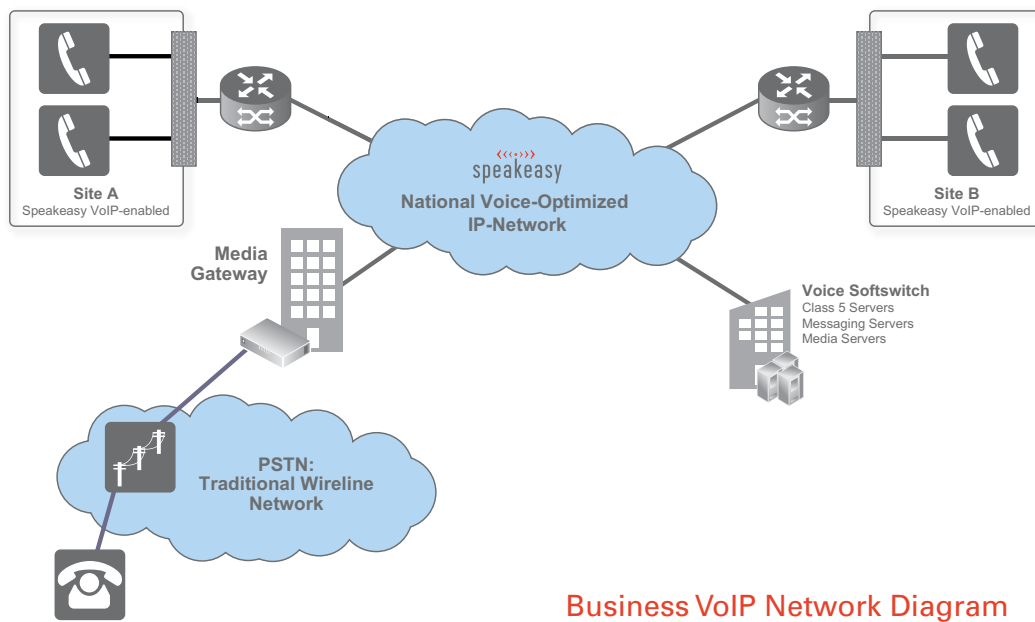 Site A
Speakeasy VoIP-enabled
speakeasy
National Voice-Optimized
IP-Network
Site B
Speakeasy VoIP-enabled
Media
Gateway
Voice Softswitch
Class 5 Servers
Messaging Servers
Media Servers
PSTN:
Traditional Wireline
Network
Business VoIP Network Diagram